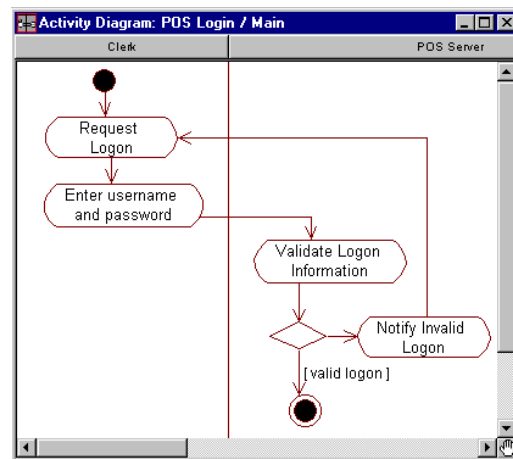 Activity Diagram: POS Login / Main
Clerk
POS Server
Request
Logon
Enter username
and password
Validate Logon
Information
Notify Invalid
Logon
[ valid logon ]